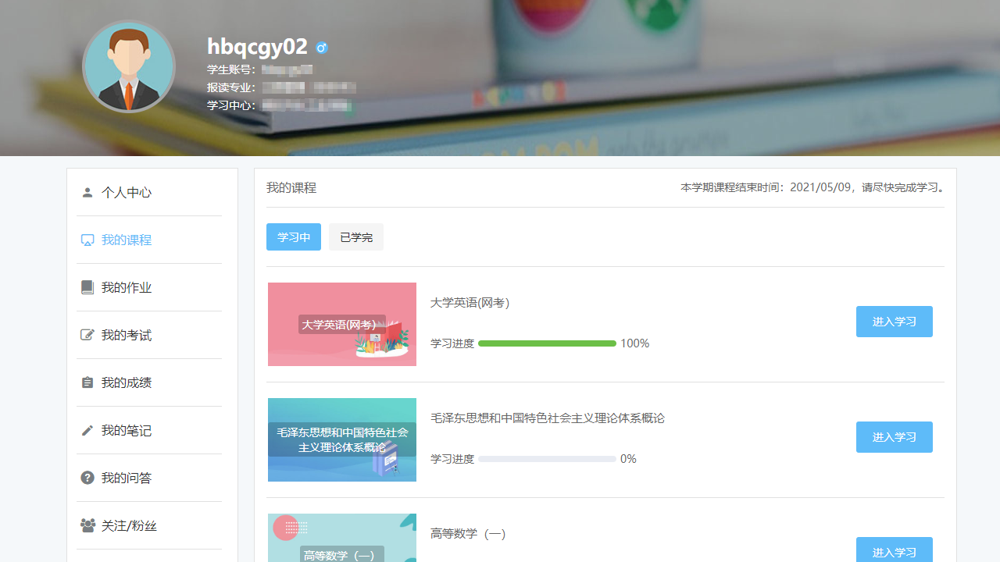 hbqcgy02
学生账号：
报读专业：
学习中心：
个人中心
我的课程
我的作业
我的考试
我的成绩
我的笔记
我的问答
关注/粉丝
我的课程
本学期课程结束时间：2021/05/09，请尽快完成学习。
学习中
已学完
大学英语(网考)
大学英语(网考)
学习进度 100%
进入学习
毛泽东思想和中国特色社会
主义理论体系概论
毛泽东思想和中国特色社会主义理论体系概论
学习进度 0%
进入学习
高等数学（一）
高等数学（一）
进入学习